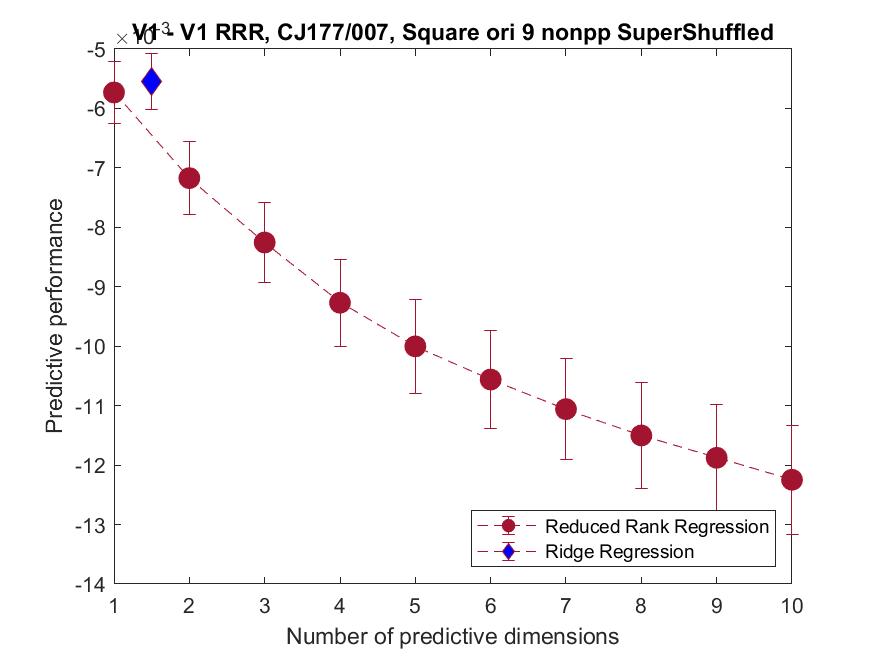 ×10-3
V1 - V1 RRR, CJ177/007, Square ori 9 nonpp SuperShuffled
-5
-6
-7
-8
-9
-10
-11
-12
-13
-14
Predictive performance
Reduced Rank Regression
Ridge Regression
1 2 3 4 5 6 7 8 9 10
Number of predictive dimensions